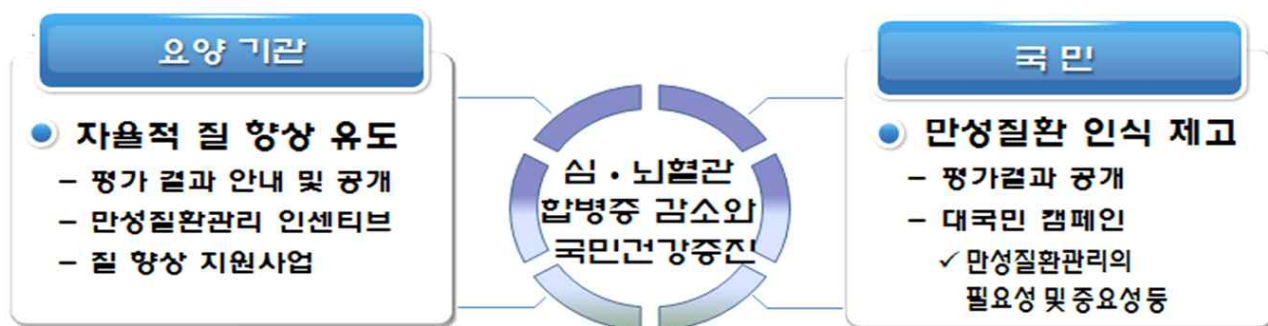 요양 기관
자율적 질 향상 유도
– 평가 결과 안내 및 공개
– 만성질환관리 인센티브
– 질 향상 지원사업
심·뇌혈관
합병증 감소와
국민건강증진
국 민
만성질환 인식 제고
– 평가결과 공개
– 대국민 캠페인
✓ 만성질환관리의
필요성 및 중요성 등